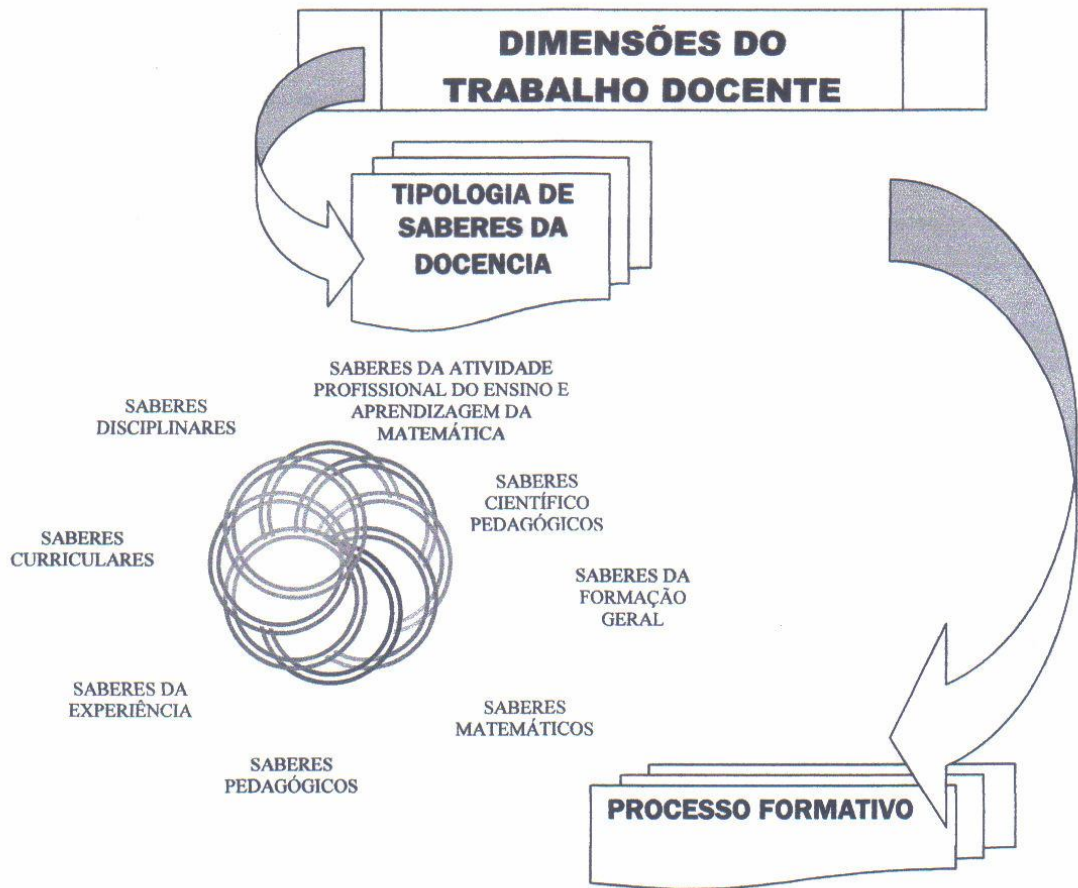 DIMENSÕES DO
TRABALHO DOCENTE
TIPOLOGIA DE
SABERES DA
DOCENCIA
SABERES DA ATIVIDADE
PROFISSIONAL DO ENSINO E
APRENDIZAGEM DA
MATEMÁTICA
SABERES
DISCIPLINARES
SABERES
CIENTÍFICO
PEDAGÓGICOS
SABERES
CURRICULARES
SABERES DA
FORMAÇÃO
GERAL
SABERES DA
EXPERIÊNCIA
SABERES
MATEMÁTICOS
SABERES
PEDAGÓGICOS
PROCESSO FORMATIVO